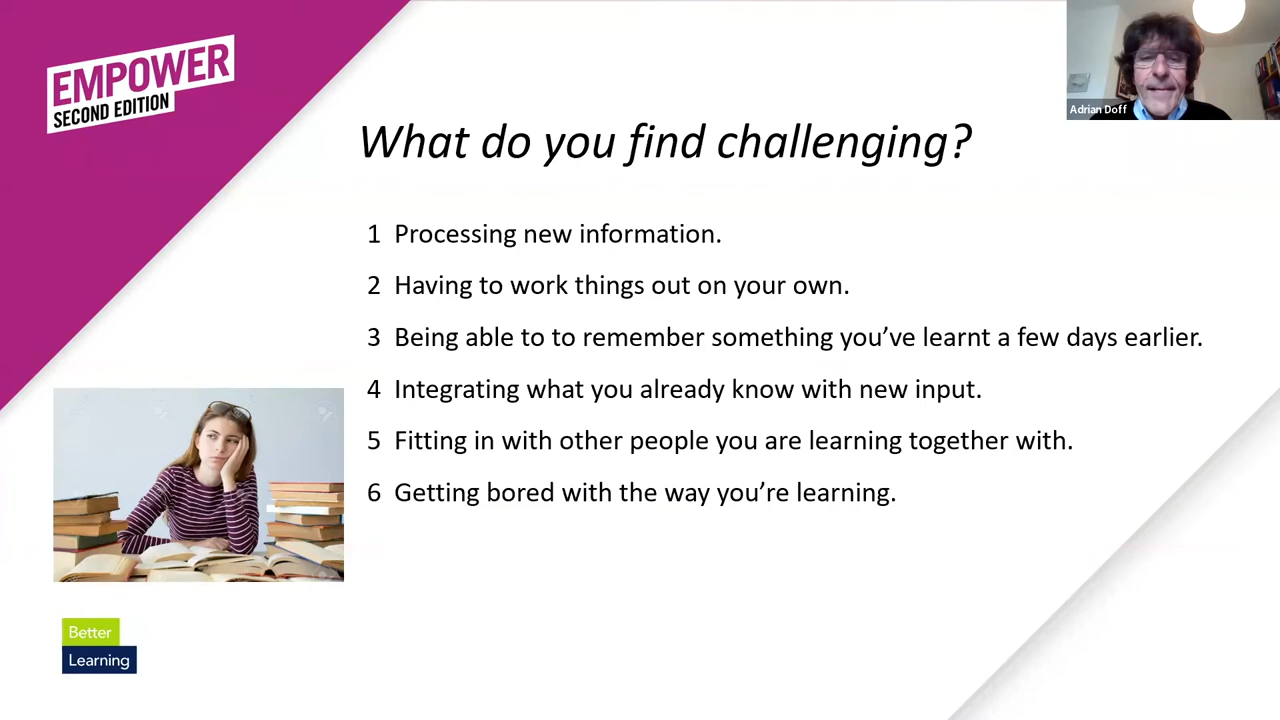 EMPOWER
SECOND EDITION
Adrian Doff
What do you find challenging?
1 Processing new information.
2 Having to work things out on your own.
3 Being able to to remember something you’ve learnt a few days earlier.
4 Integrating what you already know with new input.
5 Fitting in with other people you are learning together with.
6 Getting bored with the way you’re learning.
Better
Learning